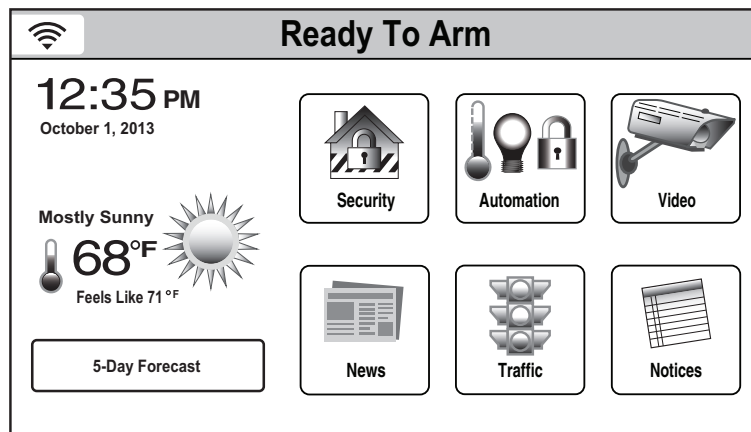 Ready To Arm
12:35 PM
October 1, 2013
Mostly Sunny
68°F
Feels Like 71°F
5-Day Forecast
Security
Automation
Video
News
Traffic
Notices